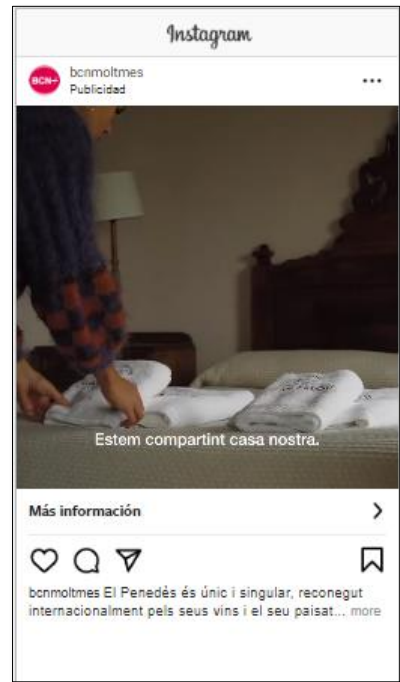 Instagram
BCN+
bcnmoltmes
Publicidad
Estem compartint casa nostra.
Más información
bcnmoltmes El Penedès és únic i singular, reconegut
internacionalment pels seus vins i el seu paisat... more